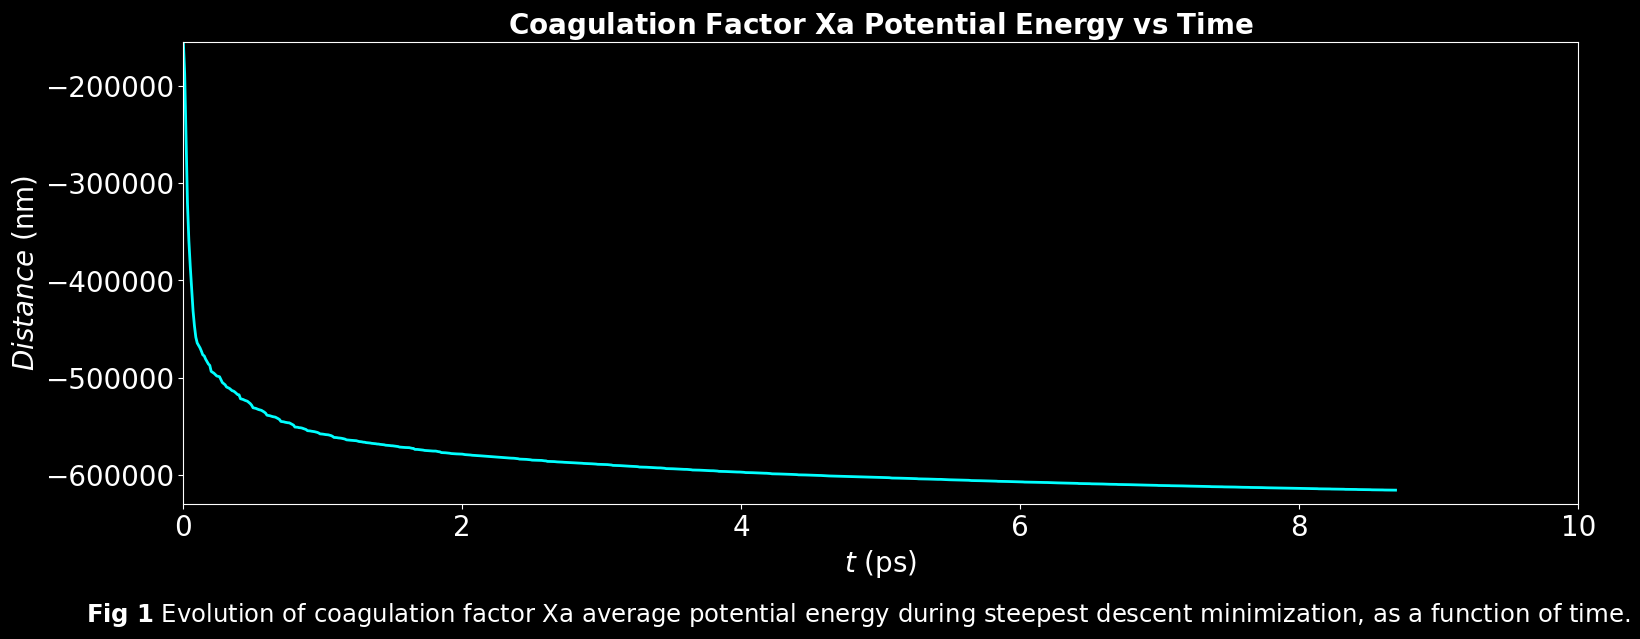 Coagulation Factor Xa Potential Energy vs Time
−200000
−300000
−400000
−500000
−600000
Distance (nm)
0 2 4 6 8 10
t (ps)
Fig 1 Evolution of coagulation factor Xa average potential energy during steepest descent minimization, as a function of time.